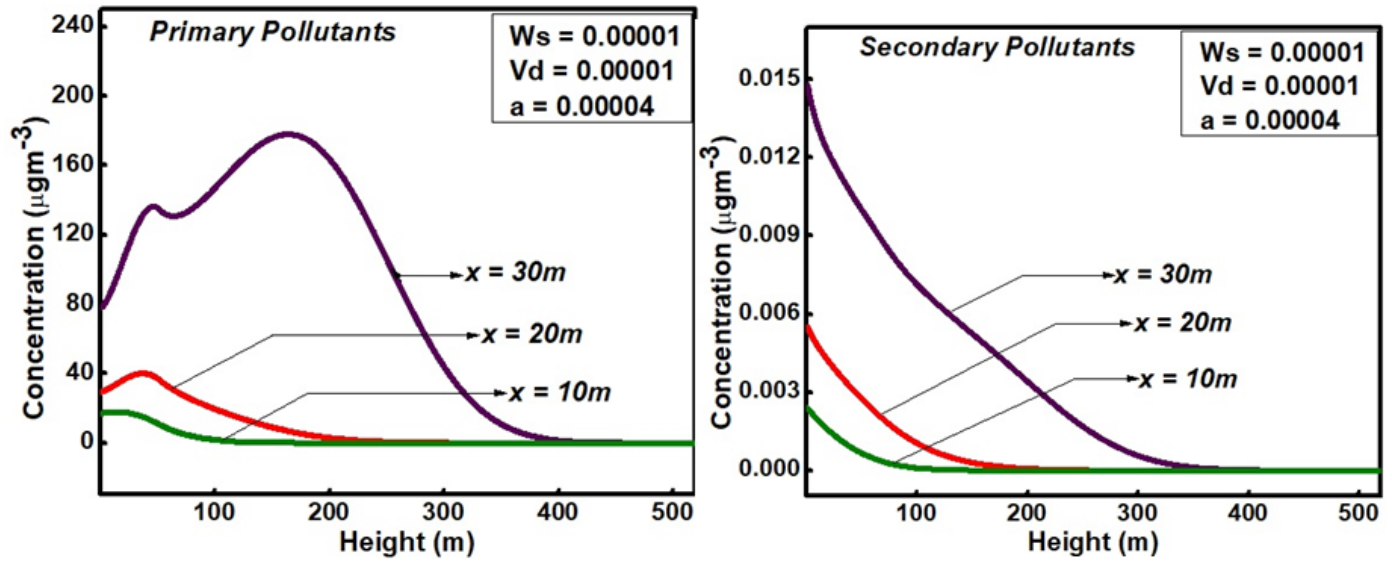 Primary Pollutants
Ws = 0.00001
Vd = 0.00001
a = 0.00004
Concentration (μgm⁻³)
240
200
160
120
80
40
0
x = 30m
x = 20m
x = 10m
100 200 300 400 500
Height (m)
Secondary Pollutants
Ws = 0.00001
Vd = 0.00001
a = 0.00004
Concentration (μgm⁻³)
0.015
0.012
0.009
0.006
0.003
0.000
x = 30m
x = 20m
x = 10m
100 200 300 400 500
Height (m)